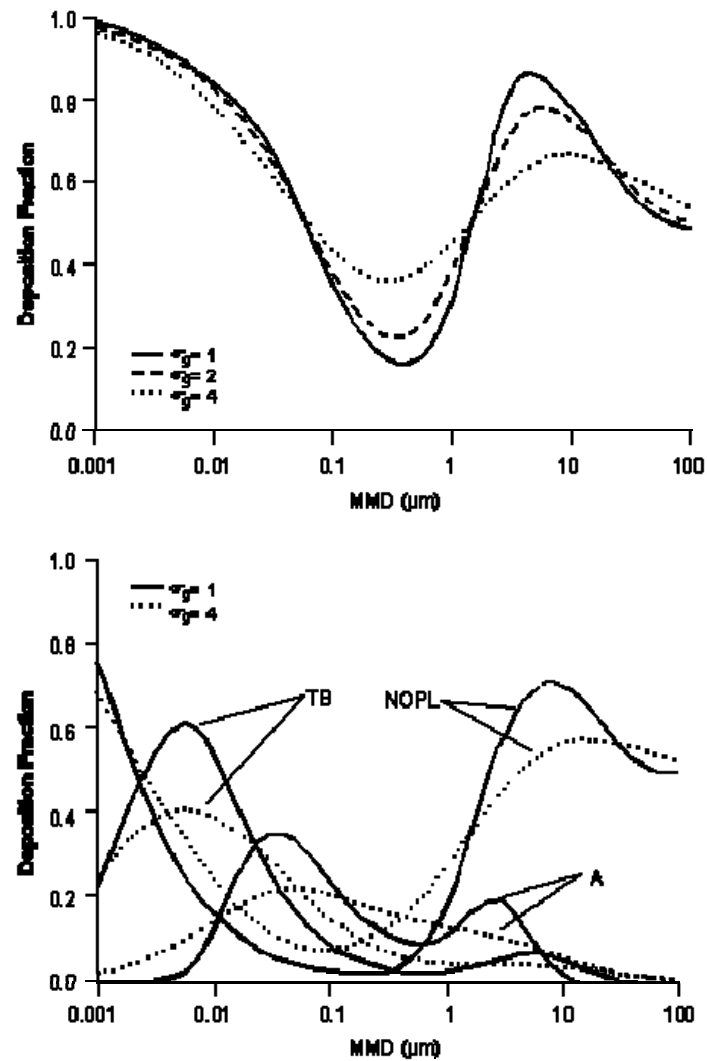 1.0
0.8
0.6
0.4
0.2
0.0
Deposition Fraction
σg= 1
σg= 2
σg= 4
0.001 0.01 0.1 1 10 100
MMD (µm)
1.0
0.8
0.6
0.4
0.2
0.0
Deposition Fraction
σg= 1
σg= 4
TB
NOPL
A
0.001 0.01 0.1 1 10 100
MMD (µm)